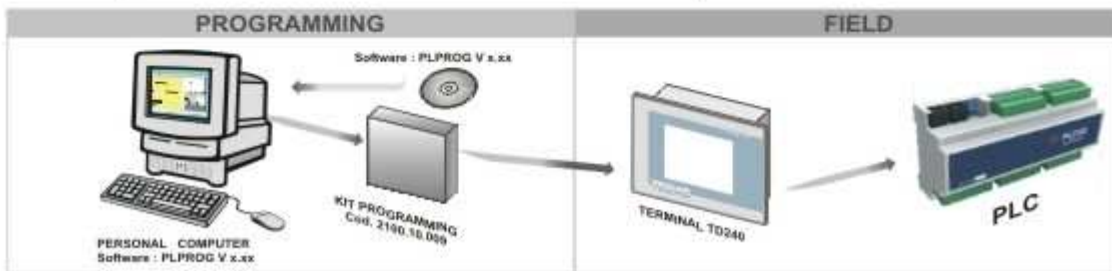 PROGRAMMING
FIELD
Software : PLPROG V x.xx
KIT PROGRAMMING
Cod. 2100.10.009
PERSONAL COMPUTER
Software : PLPROG V x.xx
TERMINAL TD240
PLC